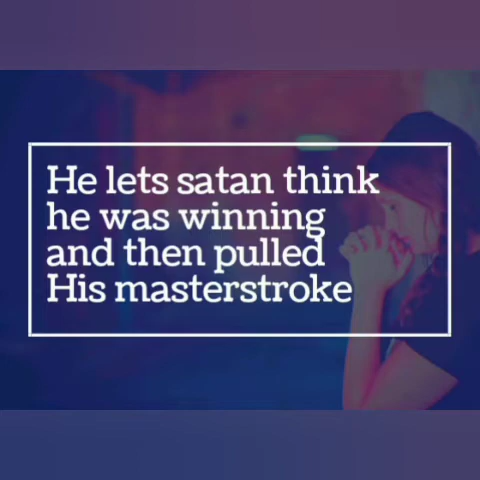 He lets satan think
he was winning
and then pulled
His masterstroke